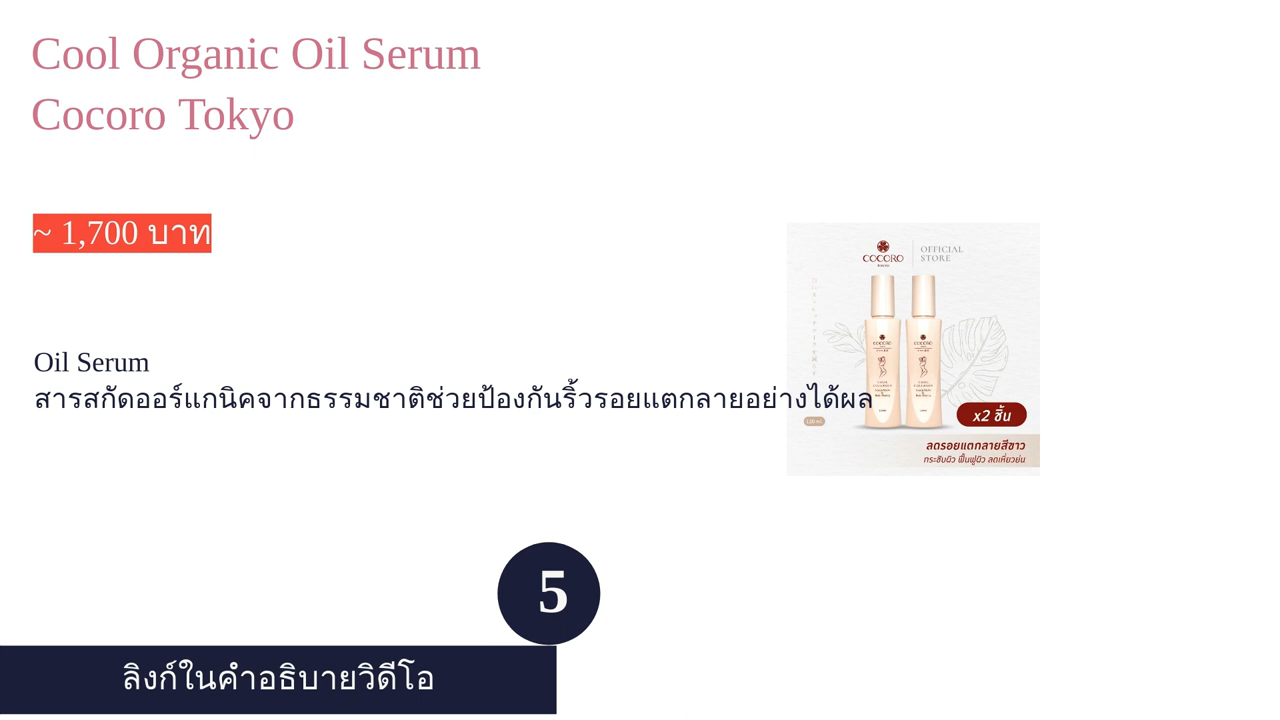 Cool Organic Oil Serum
Cocoro Tokyo
~ 1,700 บาท
Oil Serum
สารสกัดออร์แกนิคจากธรรมชาติช่วยป้องกันริ้วรอยแตกลายอย่างได้ผล
COCORO
TOKYO
OFFICIAL
STORE
COCORO
COCORO
x2 ชิ้น
ลดรอยแตกลายสีขาว
กระชับผิว ฟื้นฟูผิว ลดเหี่ยวย่น
5
ลิงก์ในคำอธิบายวิดีโอ